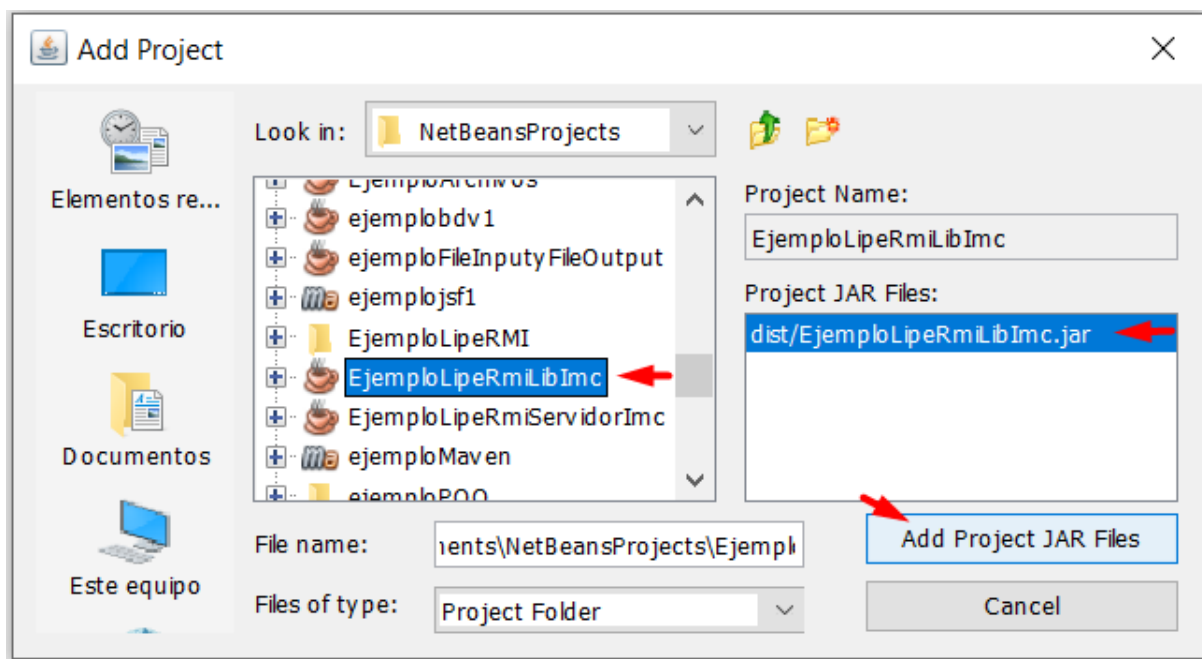 Add Project
Look in:
NetBeansProjects
Elementos re...
Escritorio
Documentos
Este equipo
EjemploArchivos
ejemplobdv1
ejemploFileInputyFileOutput
ejemplojsf1
EjemploLipeRMI
EjemploLipeRmiLibImc
EjemploLipeRmiServidorImc
ejemploMaven
ejemploPOO
Project Name:
EjemploLipeRmiLibImc
Project JAR Files:
dist/EjemploLipeRmiLibImc.jar
File name:
nents\NetBeansProjects\Ejempl
Add Project JAR Files
Files of type:
Project Folder
Cancel